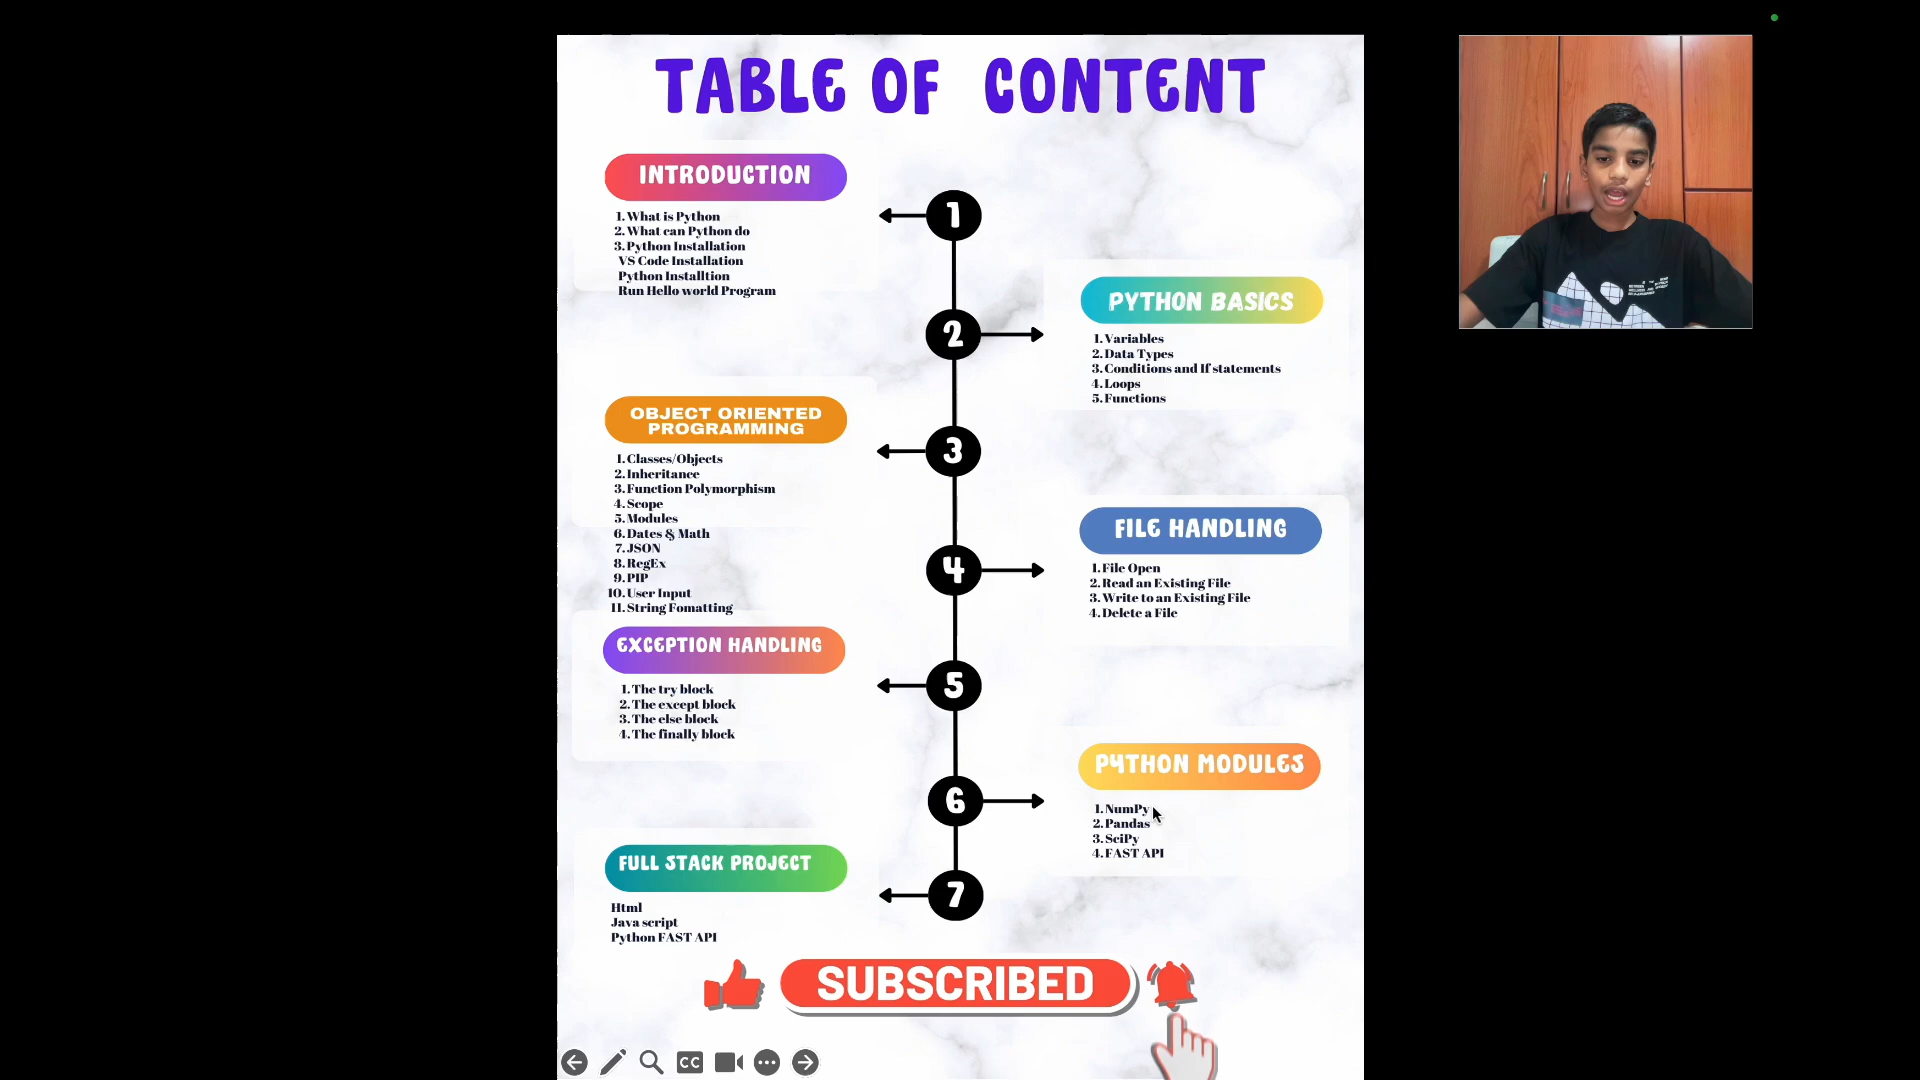 TABLE OF CONTENT
INTRODUCTION
1. What is Python
2. What can Python do
3. Python Installation
VS Code Installation
Python Installtion
Run Hello world Program
1
PYTHON BASICS
1. Variables
2. Data Types
3. Conditions and If statements
4. Loops
5. Functions
2
OBJECT ORIENTED
PROGRAMMING
1. Classes/Objects
2. Inheritance
3. Function Polymorphism
4. Scope
5. Modules
6. Dates & Math
7. JSON
8. RegEx
9. PIP
10. User Input
11. String Fomatting
3
FILE HANDLING
1. File Open
2. Read an Existing File
3. Write to an Existing File
4. Delete a File
4
EXCEPTION HANDLING
1. The try block
2. The except block
3. The else block
4. The finally block
5
PYTHON MODULES
1. NumPy
2. Pandas
3. SciPy
4. FAST API
6
FULL STACK PROJECT
Html
Java script
Python FAST API
7
SUBSCRIBED
CC